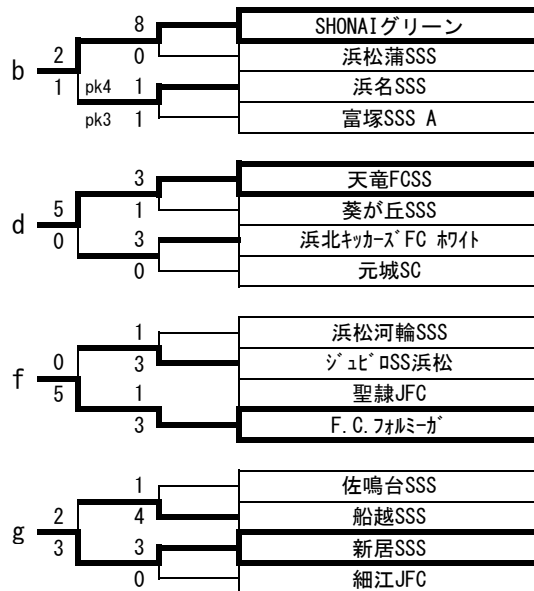 8 SHONAIグリーン
2 0 浜松蒲SSS
b
1 pk4 1 浜名SSS
pk3 1 富塚SSS A
3 天竜FCSS
5 1 葵が丘SSS
d
0 3 浜北ｷｯｶｰｽﾞFC ﾎﾜｲﾄ
0 元城SC
1 浜松河輪SSS
0 3 ｼﾞｭﾋﾞﾛSS浜松
f
5 1 聖隷JFC
3 F.C.ﾌｫﾙﾐｰｶﾞ
1 佐鳴台SSS
2 4 船越SSS
g
3 3 新居SSS
0 細江JFC